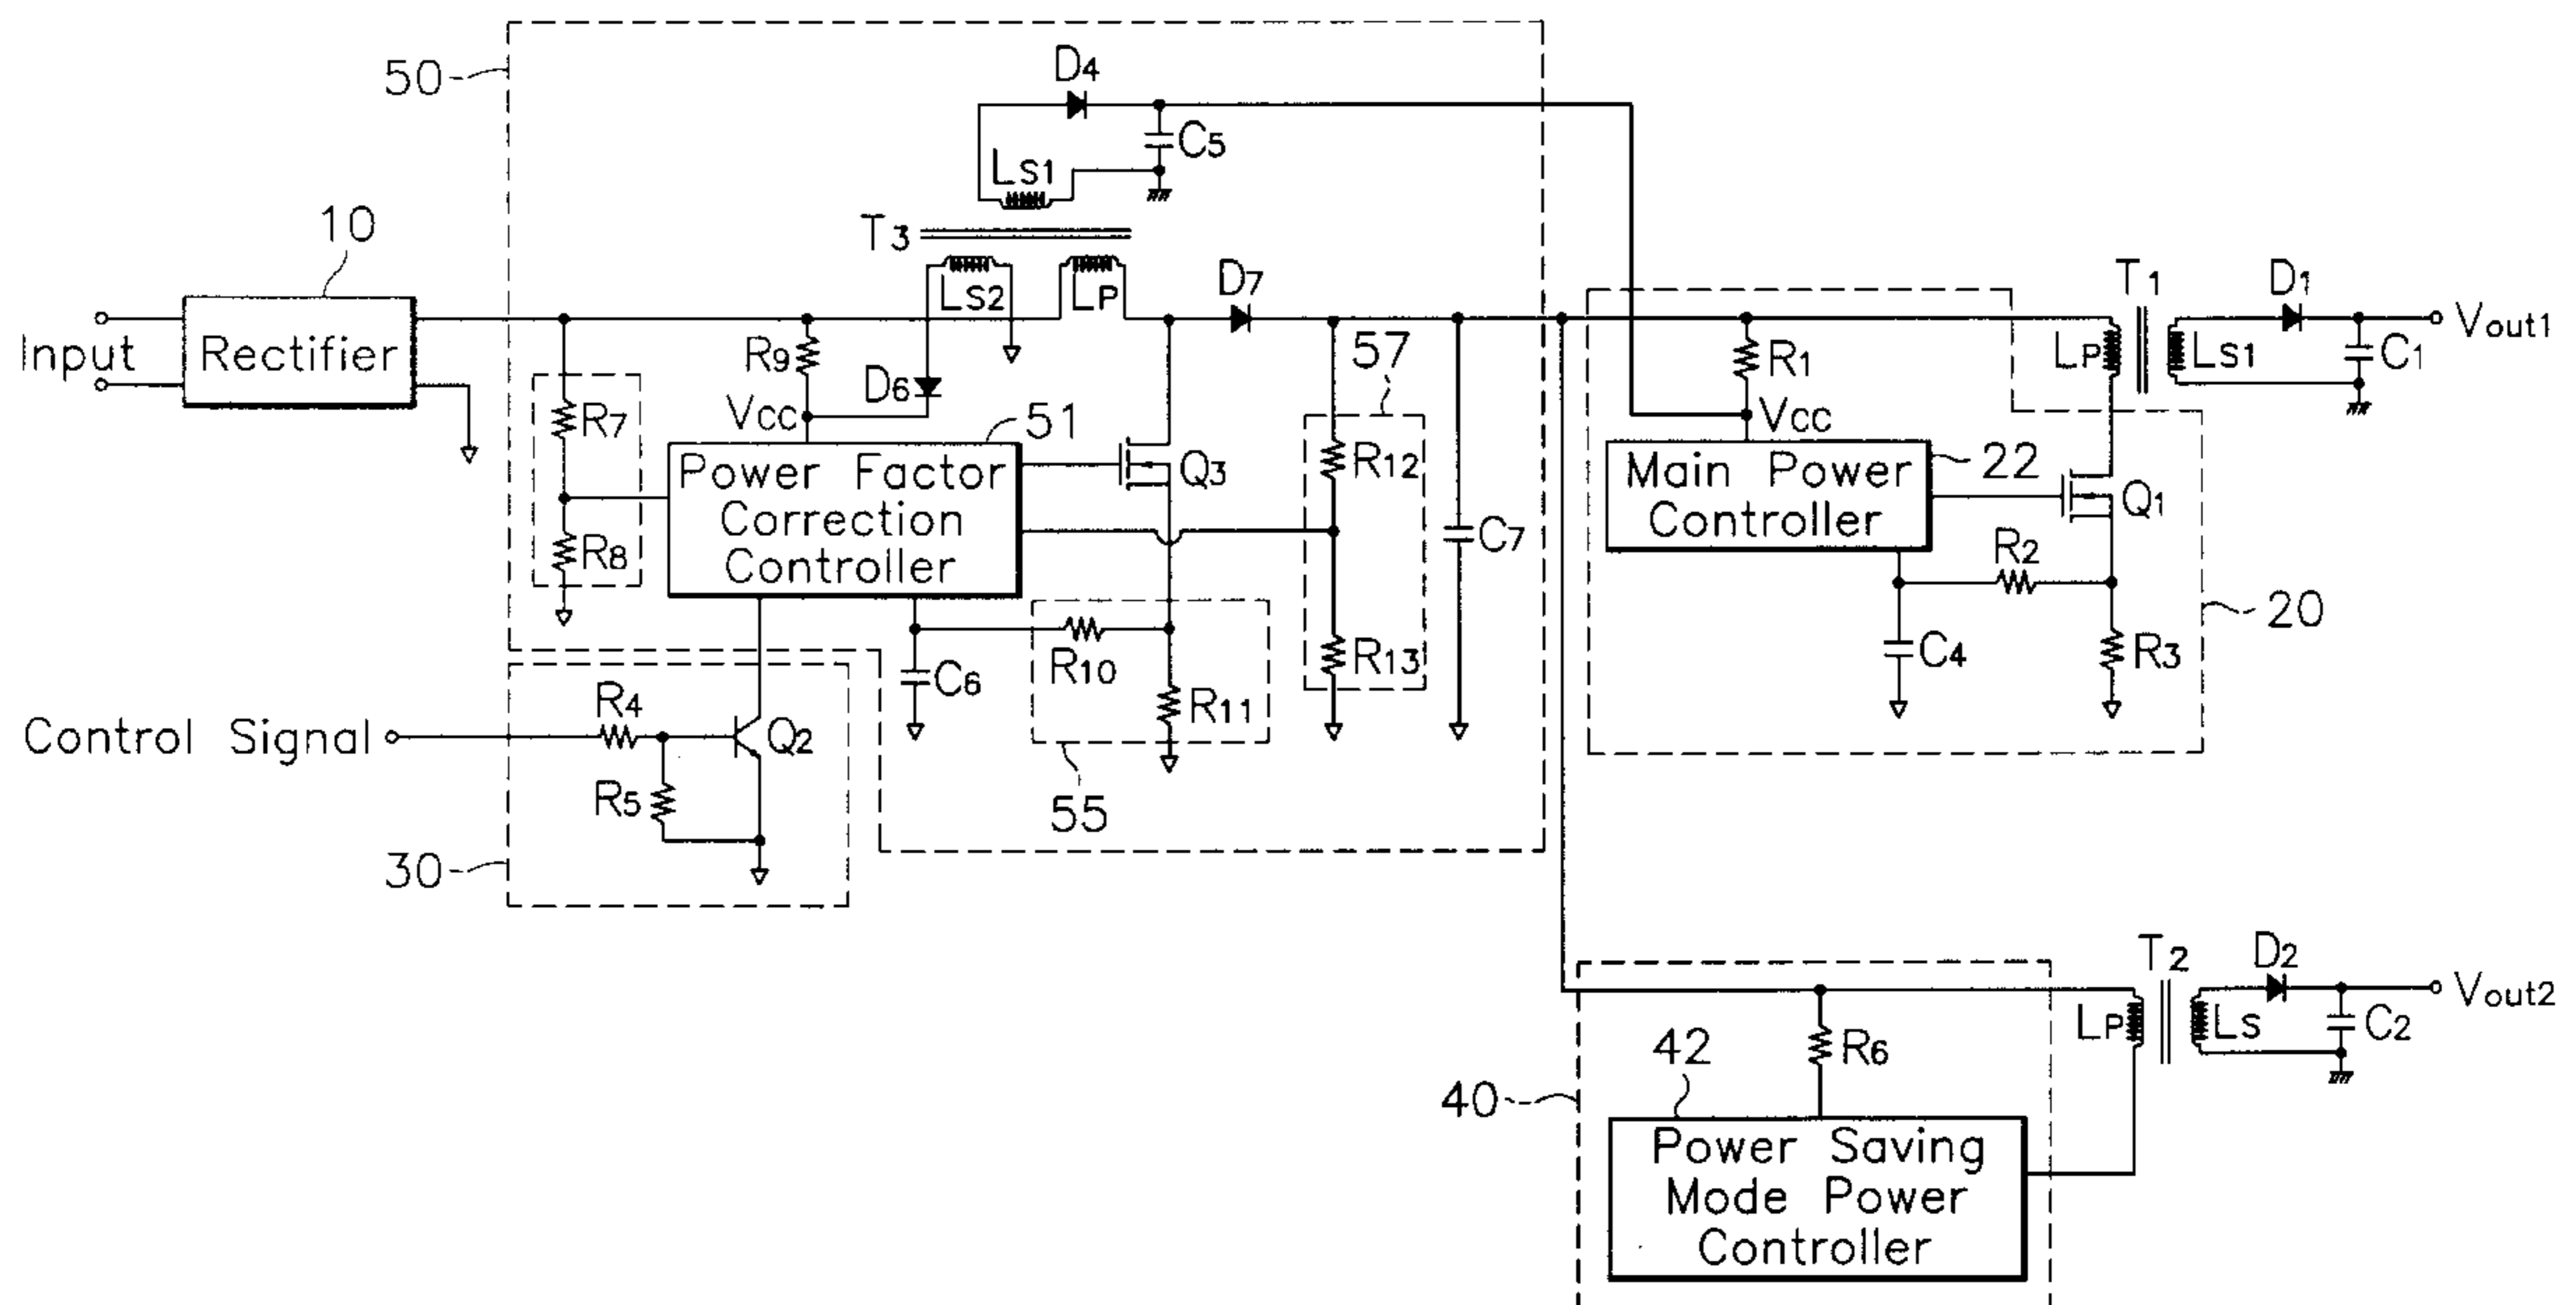 50
D4
C5
LS1
T3
10
LS2
LP
D7
T1
D1
Vout1
Input
Rectifier
R9
D6
57
R1
LP
LS1
C1
R7
VCC
51
VCC
Power Factor
Correction
Controller
Q3
R12
Main Power
Controller
22
Q1
R8
C7
R2
20
R10
R13
C4
R3
C6
R11
R4
Control Signal
Q2
R5
55
30
T2
D2
Vout2
42
R6
LP
LS
C2
40
Power Saving
Mode Power
Controller